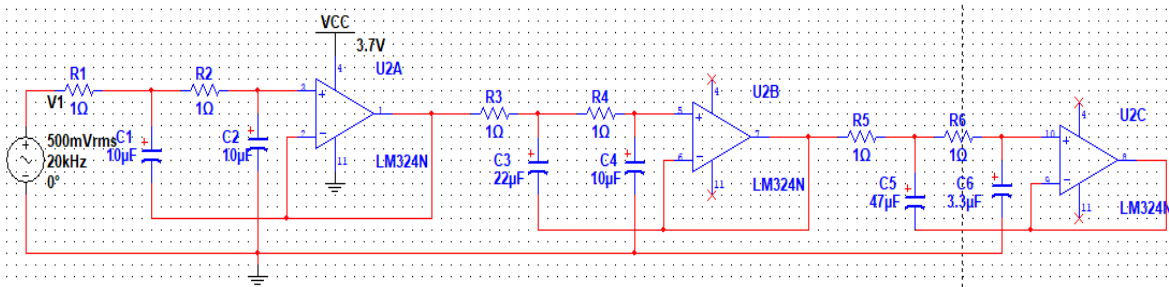 VCC
3.7V
4
U2A
R1
1Ω
R2
1Ω
3
2
1
11
LM324N
V1
500mVrms
20kHz
0°
C1
10µF
C2
10µF
R3
1Ω
R4
1Ω
C3
22µF
C4
10µF
4
U2B
5
6
7
11
LM324N
R5
1Ω
R6
1Ω
C5
47µF
C6
3.3µF
4
U2C
10
9
8
11
LM324N